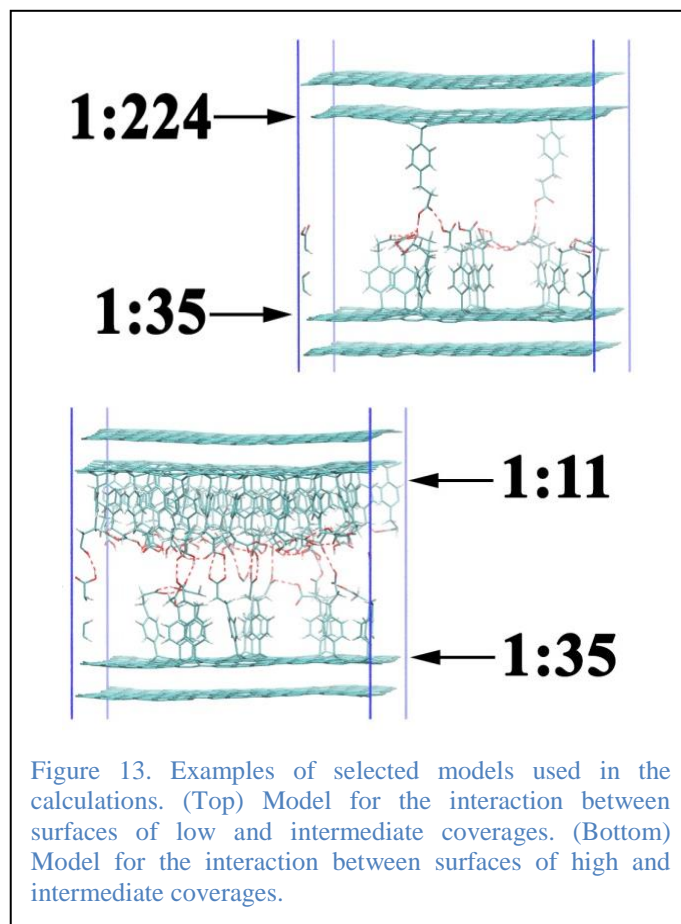 1:224
1:35
1:11
1:35
Figure 13. Examples of selected models used in the
calculations. (Top) Model for the interaction between
surfaces of low and intermediate coverages. (Bottom)
Model for the interaction between surfaces of high and
intermediate coverages.